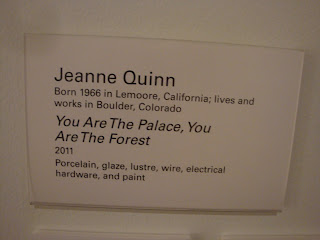 Jeanne Quinn
Born 1966 in Lemoore, California; lives and
works in Boulder, Colorado
You Are The Palace, You
Are The Forest
2011
Porcelain, glaze, lustre, wire, electrical
hardware, and paint